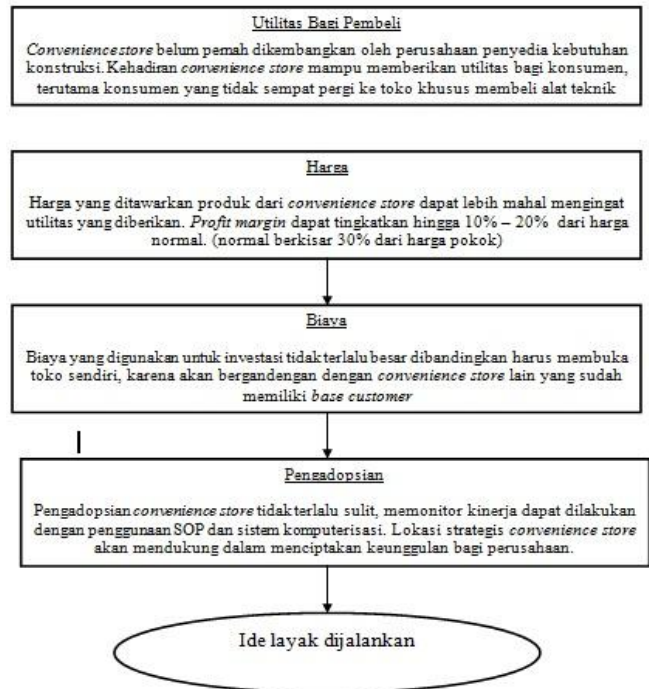 Utilitas Bagi Pembeli
Convenience store belum pernah dikembangkan oleh perusahaan penyedia kebutuhan
konstruksi. Kehadiran convenience store mampu memberikan utilitas bagi konsumen,
terutama konsumen yang tidak sempat pergi ke toko khusus membeli alat teknik
Harga
Harga yang ditawarkan produk dari convenience store dapat lebih mahal mengingat
utilitas yang diberikan. Profit margin dapat tingkatkan hingga 10% – 20% dari harga
normal. (normal berkisar 30% dari harga pokok)
Biaya
Biaya yang digunakan untuk investasi tidak terlalu besar dibandingkan harus membuka
toko sendiri, karena akan bergandengan dengan convenience store lain yang sudah
memiliki base customer
Pengadopsian
Pengadopsian convenience store tidak terlalu sulit, memonitor kinerja dapat dilakukan
dengan penggunaan SOP dan sistem komputerisasi. Lokasi strategis convenience store
akan mendukung dalam menciptakan keunggulan bagi perusahaan.
Ide layak dijalankan